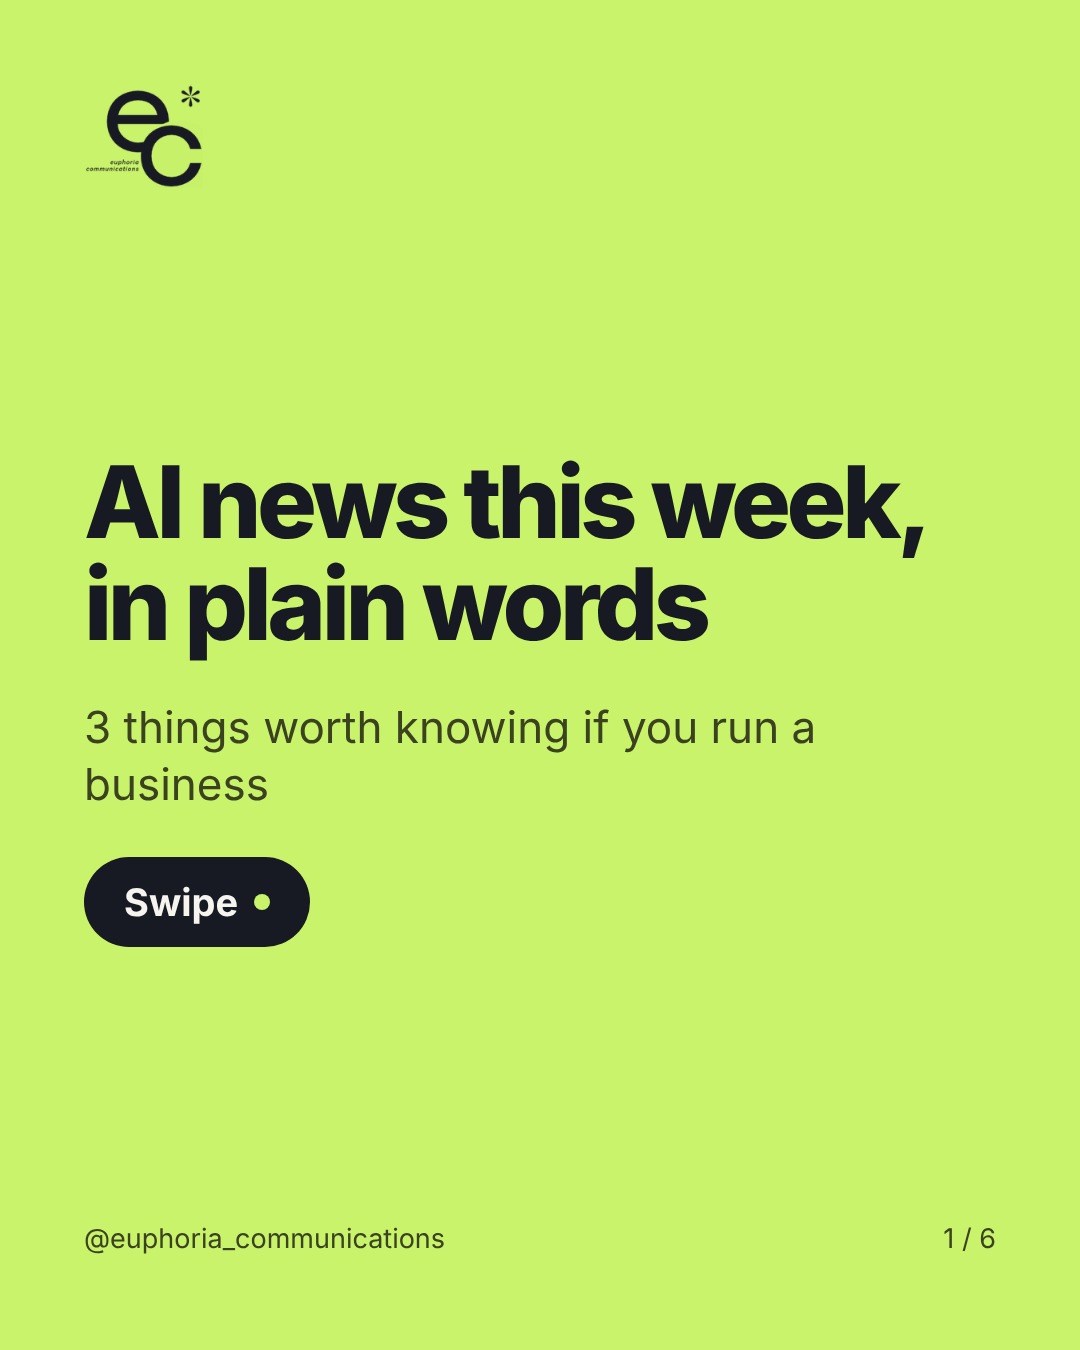 ec*
euphoria
communications
AI news this week,
in plain words
3 things worth knowing if you run a
business
Swipe
@euphoria_communications
1 / 6